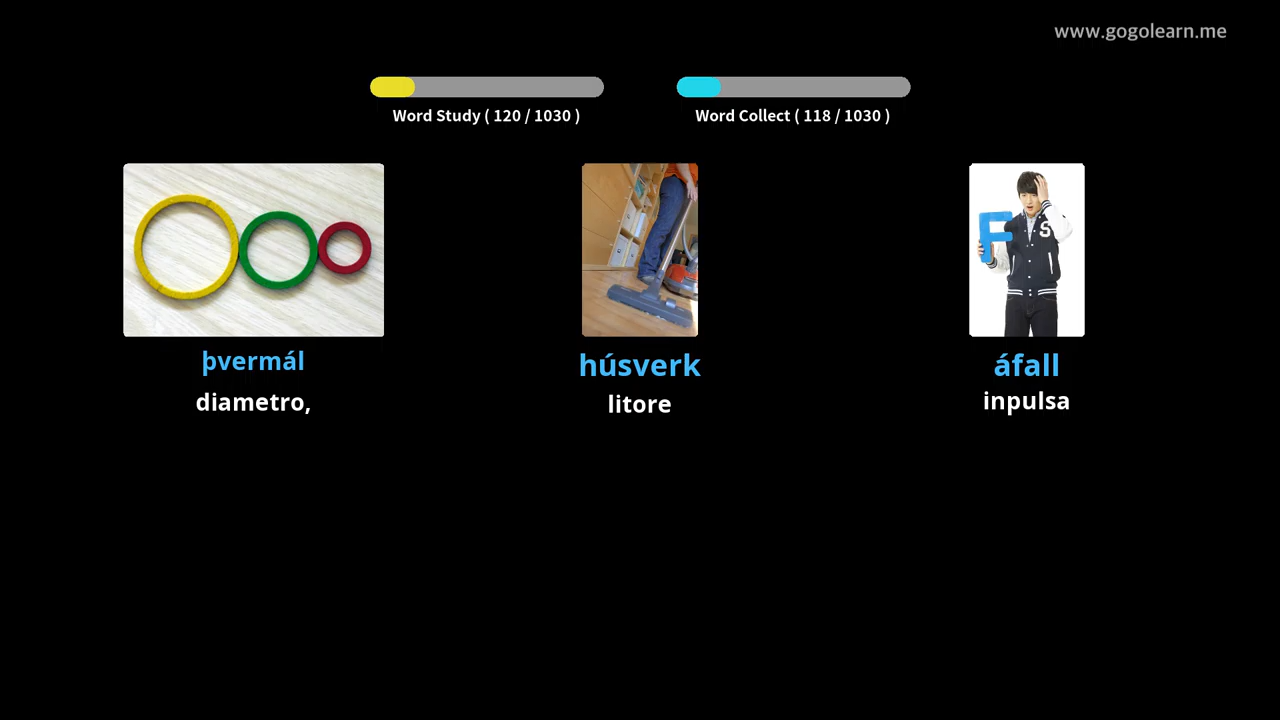 www.gogolearn.me
Word Study ( 120 / 1030 )
Word Collect ( 118 / 1030 )
F
S
þvermál
húsverk
áfall
diametro,
litore
inpulsa